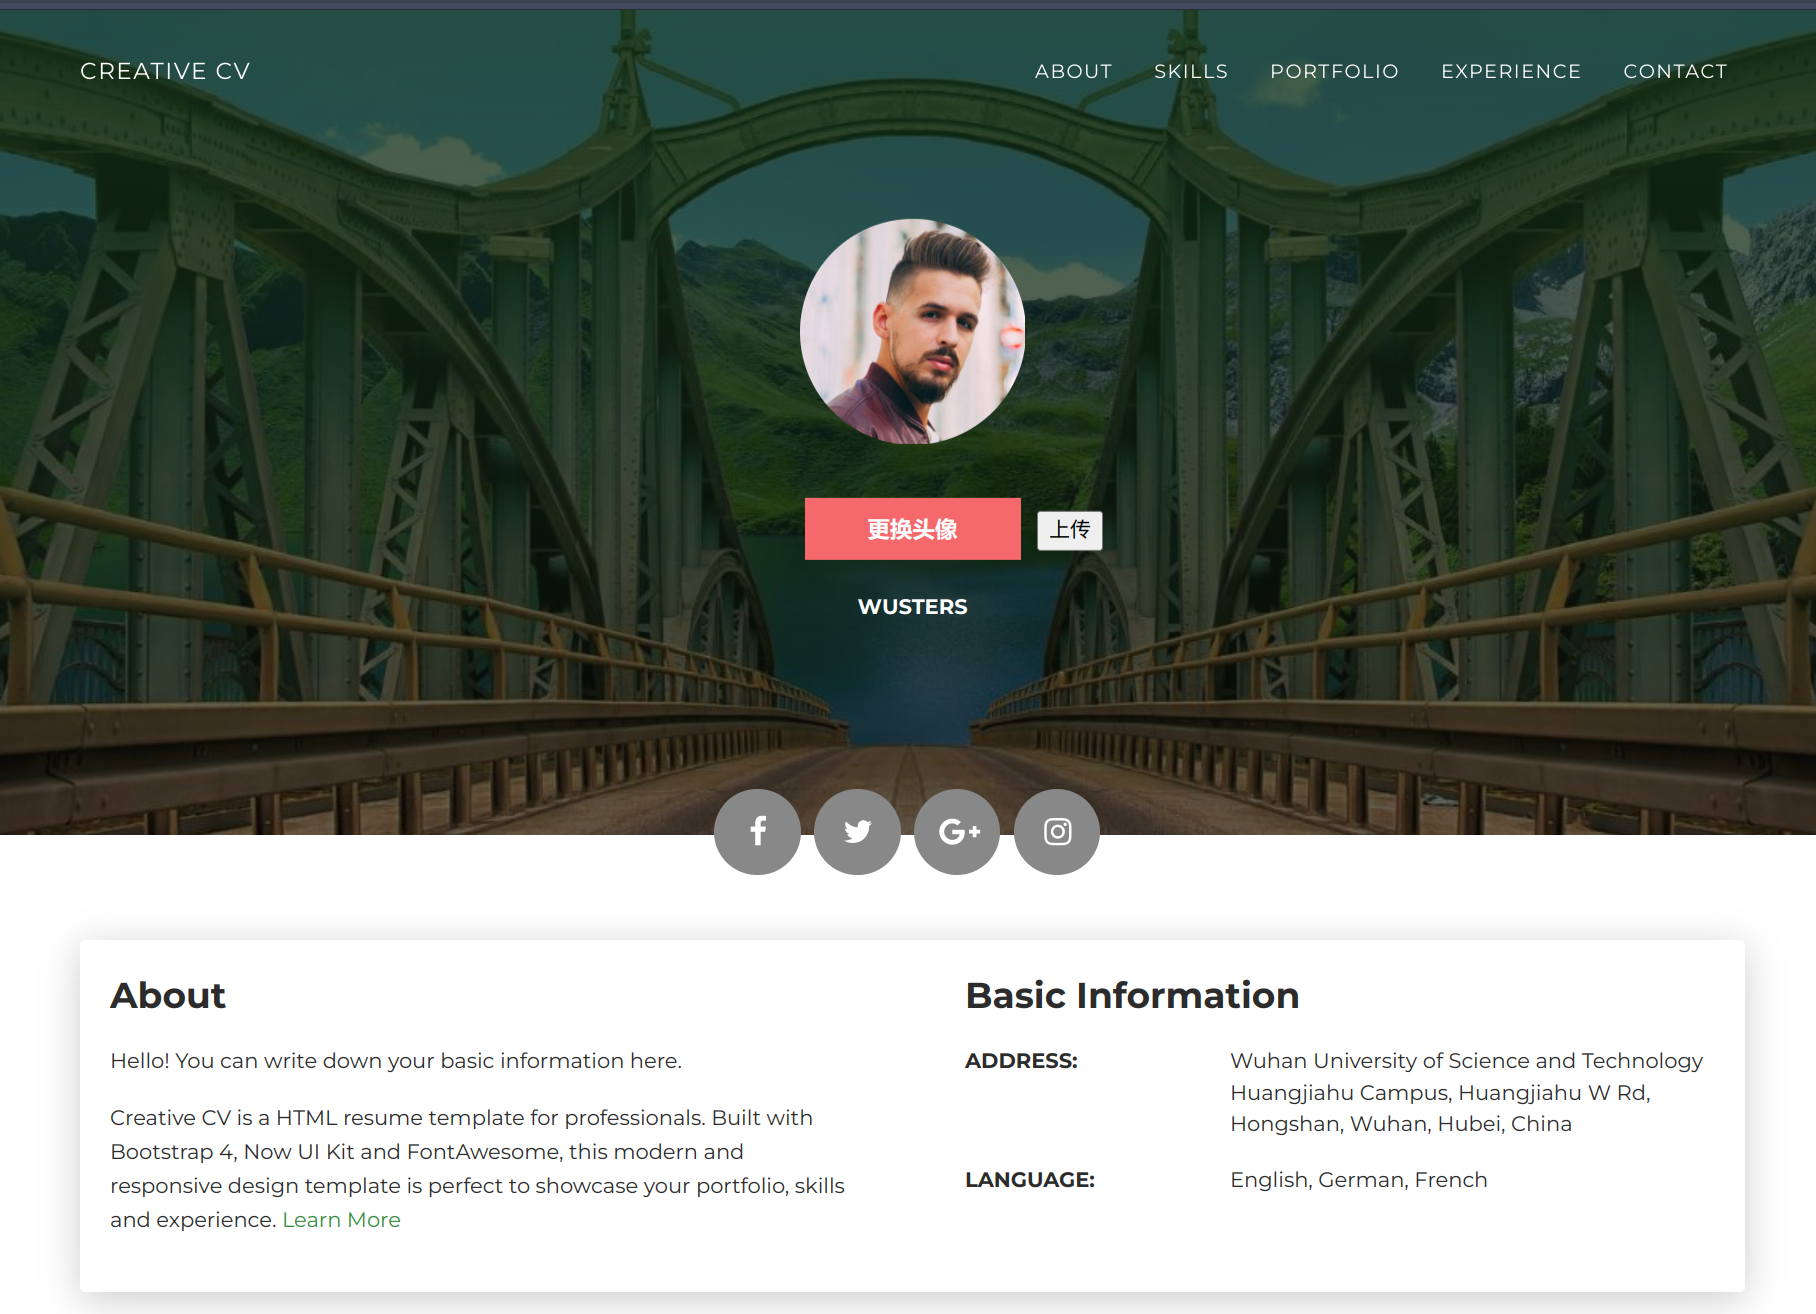 CREATIVE CV
ABOUT SKILLS PORTFOLIO EXPERIENCE CONTACT
更换头像 上传
WUSTERS
About
Hello! You can write down your basic information here.
Creative CV is a HTML resume template for professionals. Built with
Bootstrap 4, Now UI Kit and FontAwesome, this modern and
responsive design template is perfect to showcase your portfolio, skills
and experience. Learn More
Basic Information
ADDRESS: Wuhan University of Science and Technology
Huangjiahu Campus, Huangjiahu W Rd,
Hongshan, Wuhan, Hubei, China
LANGUAGE: English, German, French